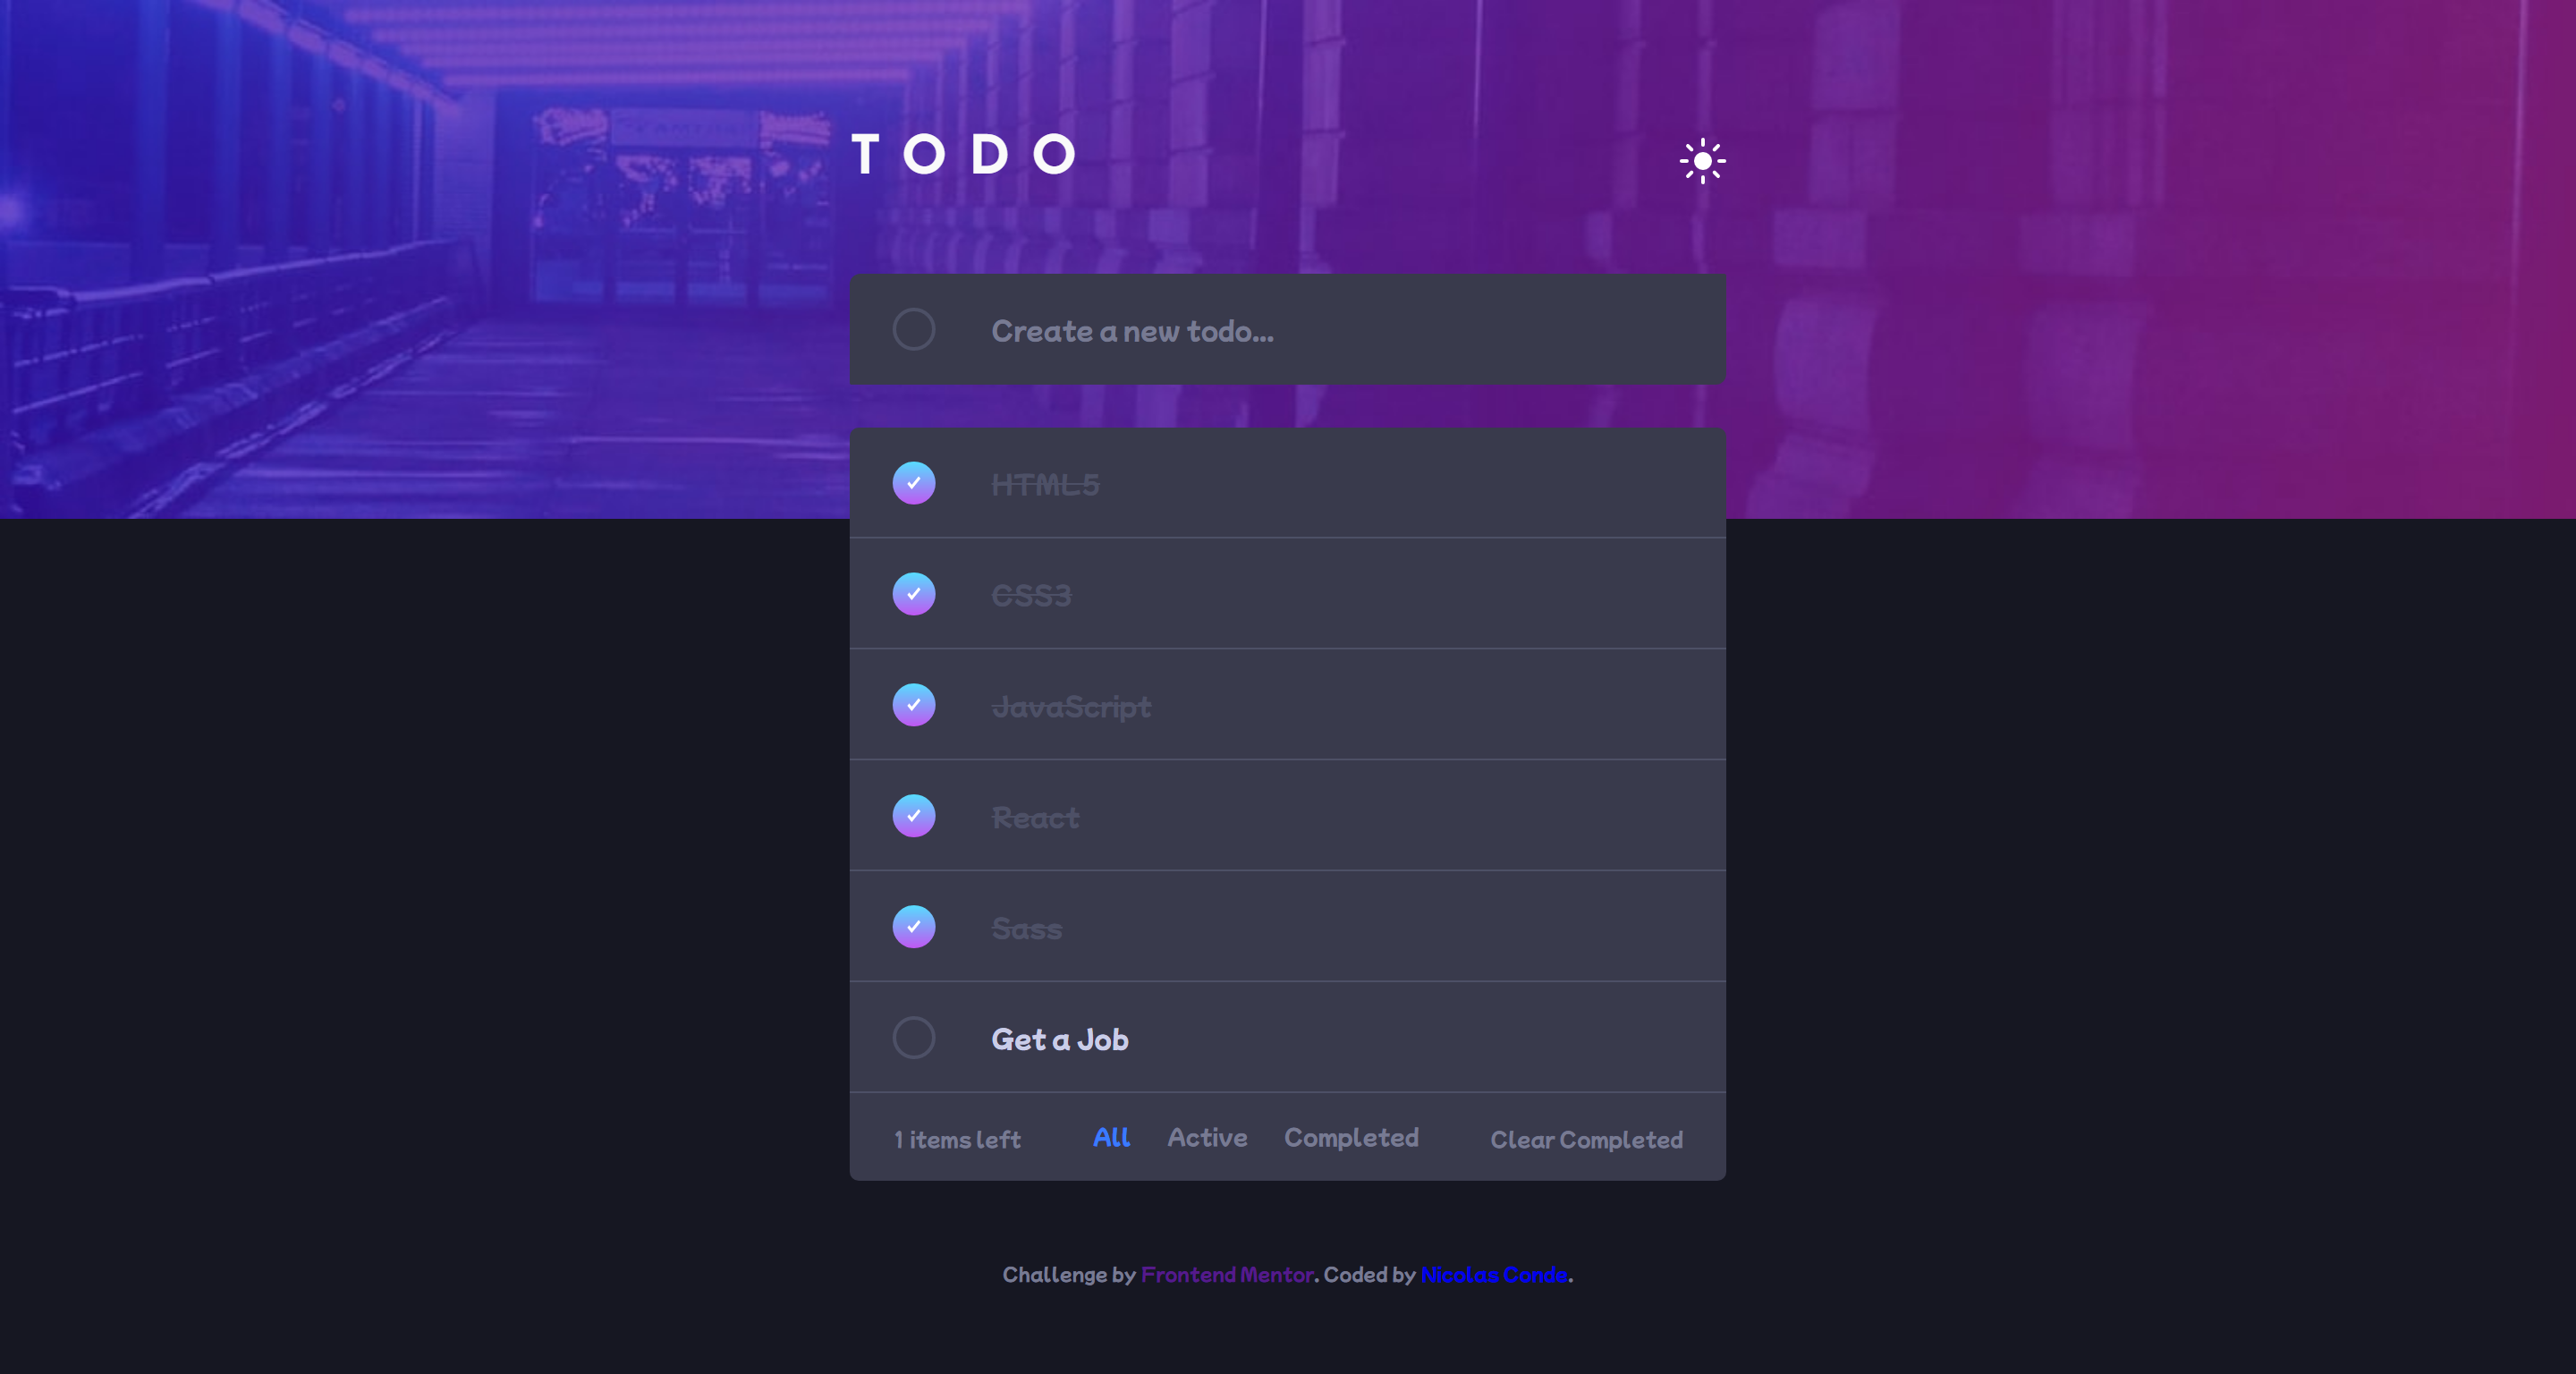 TODO
Create a new todo...
HTML5
CSS3
JavaScript
React
Sass
Get a Job
1 items left All Active Completed Clear Completed
Challenge by Frontend Mentor. Coded by Nicolas Conde.